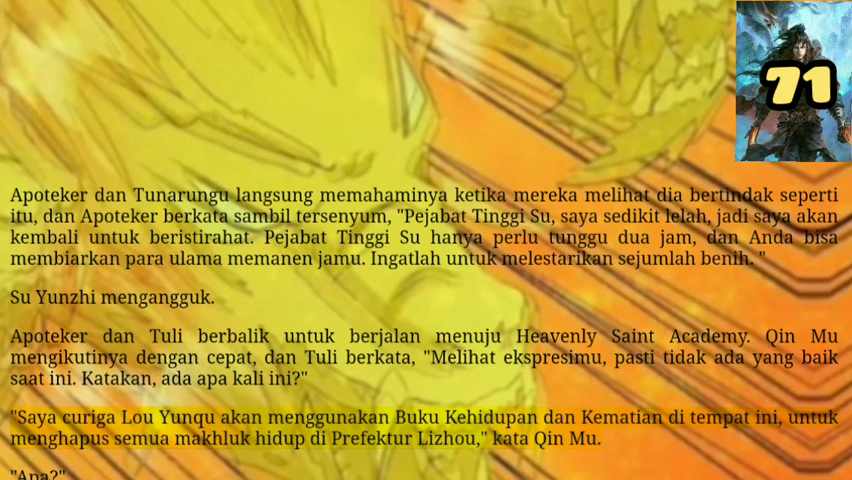 71
Apoteker dan Tunarungu langsung memahaminya ketika mereka melihat dia bertindak seperti
itu, dan Apoteker berkata sambil tersenyum, "Pejabat Tinggi Su, saya sedikit lelah, jadi saya akan
kembali untuk beristirahat. Pejabat Tinggi Su hanya perlu tunggu dua jam, dan Anda bisa
membiarkan para ulama memanen jamu. Ingatlah untuk melestarikan sejumlah benih. "
Su Yunzhi mengangguk.
Apoteker dan Tuli berbalik untuk berjalan menuju Heavenly Saint Academy. Qin Mu
mengikutinya dengan cepat, dan Tuli berkata, "Melihat ekspresimu, pasti tidak ada yang baik
saat ini. Katakan, ada apa kali ini?"
"Saya curiga Lou Yunqu akan menggunakan Buku Kehidupan dan Kematian di tempat ini, untuk
menghapus semua makhluk hidup di Prefektur Lizhou," kata Qin Mu.
"Apa?"